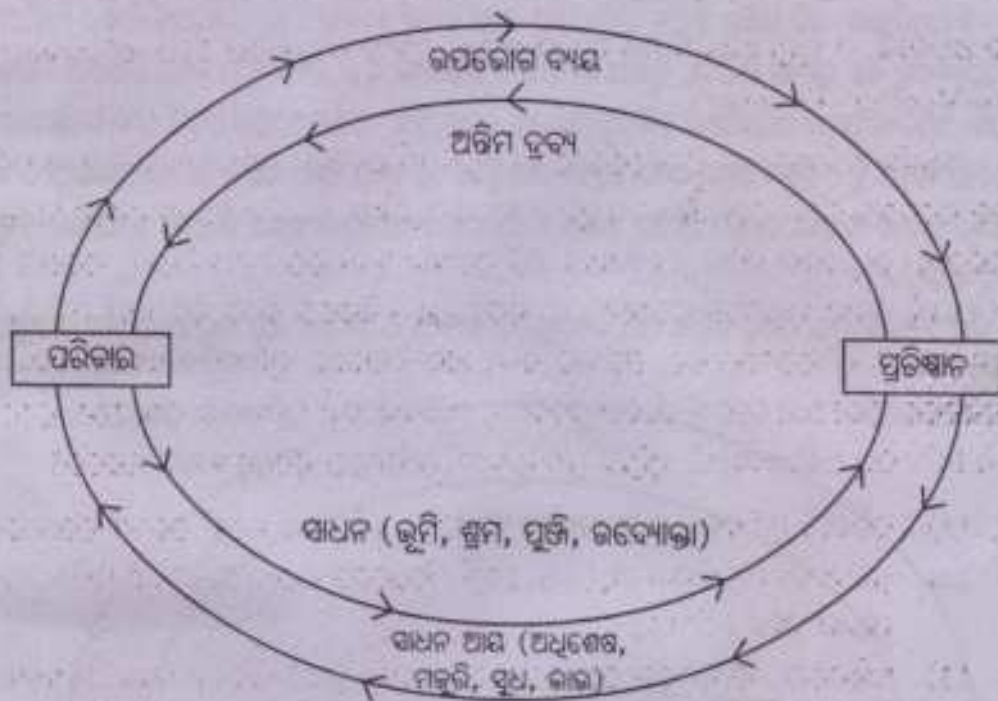 ଉପଭୋଗ ବ୍ୟୟ
ଅନ୍ତିମ ଦ୍ରବ୍ୟ
ପରିବାର
ପ୍ରତିଷ୍ଠାନ
ସାଧନ (ଭୂମି, ଶ୍ରମ, ପୁଞ୍ଜି, ଉଦ୍ୟୋକ୍ତା)
ସାଧନ ଆୟ (ଅଧିଶେଷ,
ମଜୁରି, ସୁଧ, ଲାଭ)